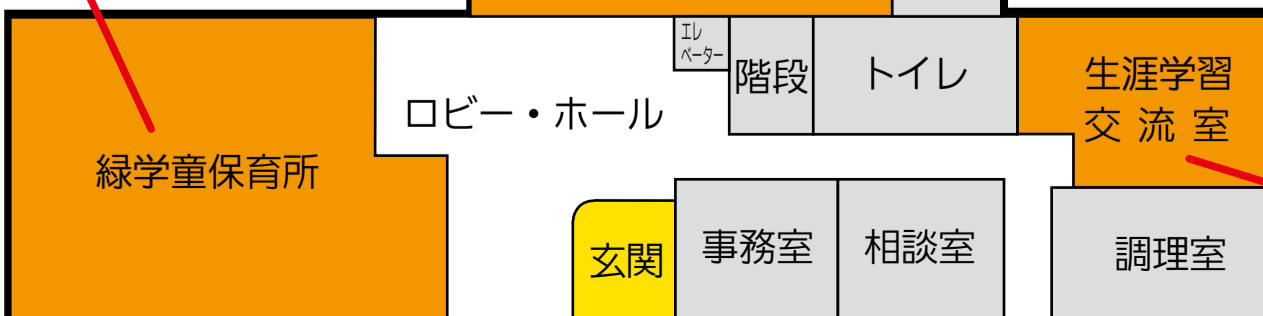 エレ
ベーター
階段
トイレ
生涯学習
交流室
ロビー・ホール
緑学童保育所
玄関
事務室
相談室
調理室